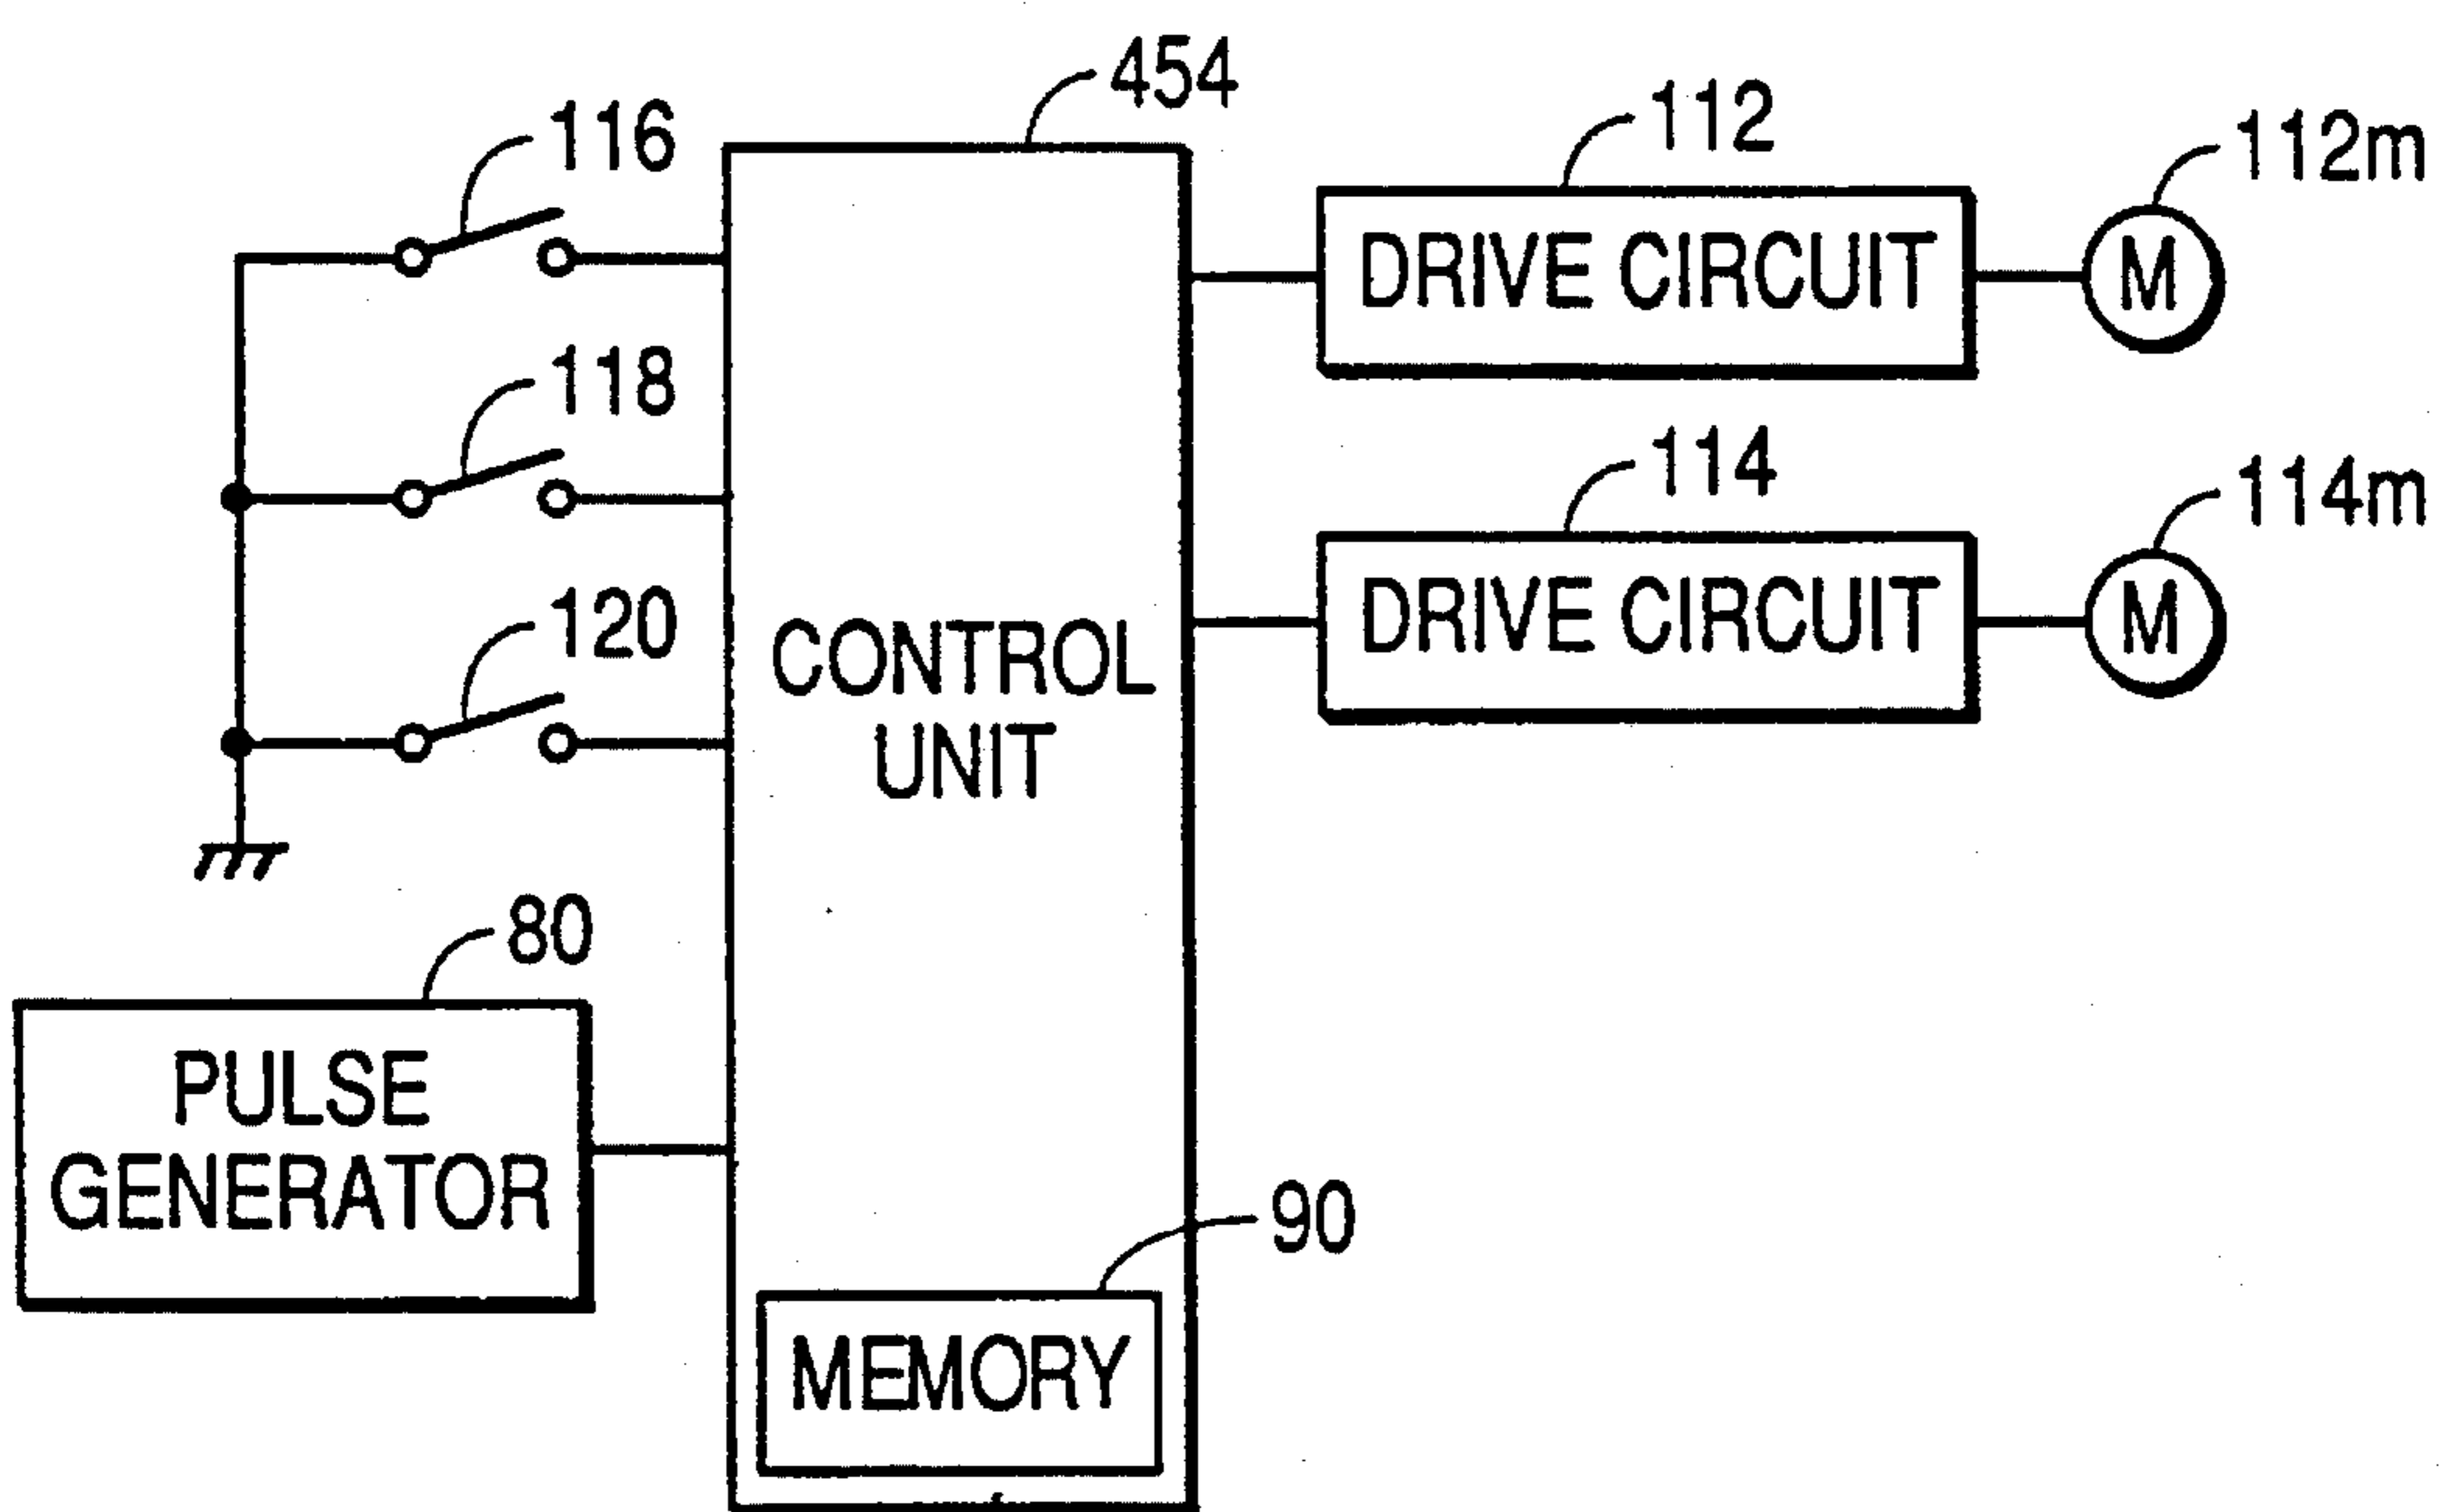 454
116
112
112m
DRIVE CIRCUIT
M
118
114
114m
DRIVE CIRCUIT
M
120
CONTROL
UNIT
80
PULSE
GENERATOR
90
MEMORY